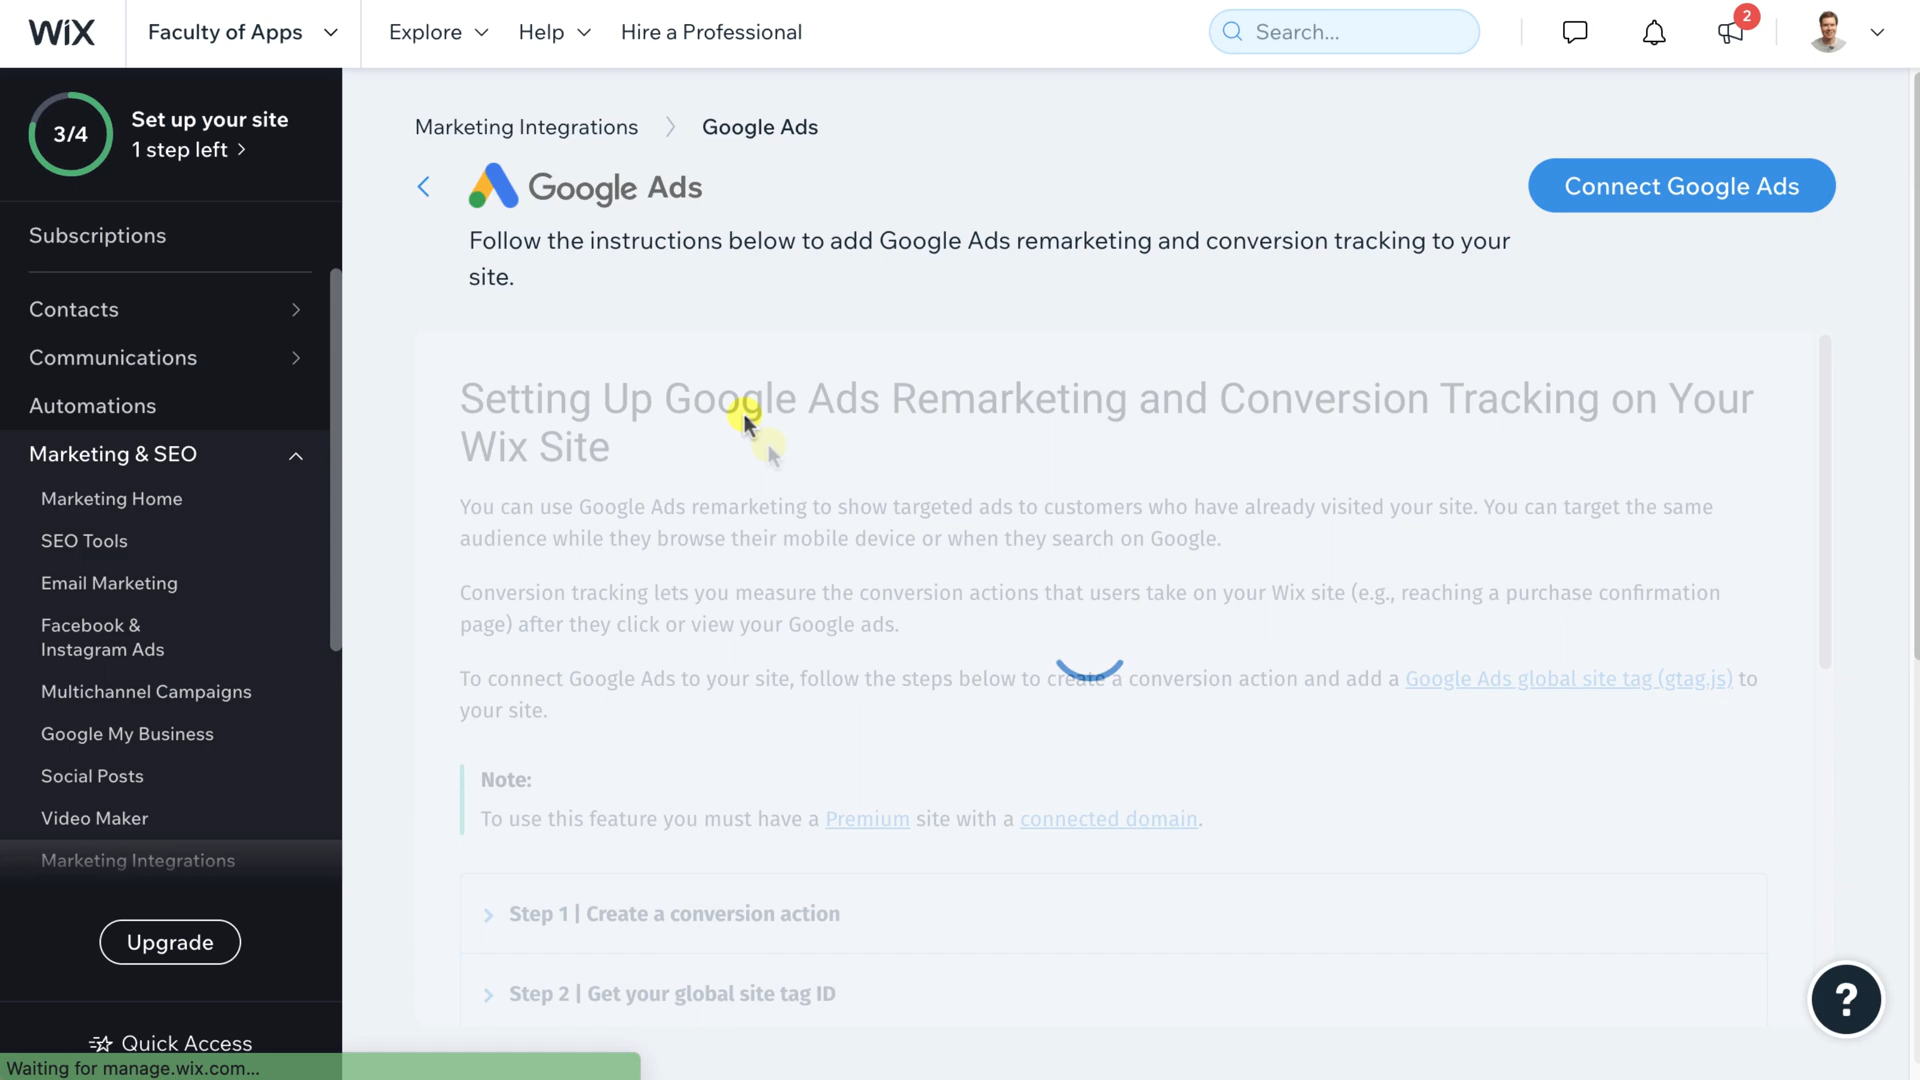 WiX
Faculty of Apps
Explore
Help
Hire a Professional
Search...
2
3/4
Set up your site
1 step left
Subscriptions
Contacts
Communications
Automations
Marketing & SEO
Marketing Home
SEO Tools
Email Marketing
Facebook &
Instagram Ads
Multichannel Campaigns
Google My Business
Social Posts
Video Maker
Marketing Integrations
Upgrade
Quick Access
Waiting for manage.wix.com...
Marketing Integrations
Google Ads
Google Ads
Connect Google Ads
Follow the instructions below to add Google Ads remarketing and conversion tracking to your
site.
Setting Up Google Ads Remarketing and Conversion Tracking on Your
Wix Site
You can use Google Ads remarketing to show targeted ads to customers who have already visited your site. You can target the same
audience while they browse their mobile device or when they search on Google.
Conversion tracking lets you measure the conversion actions that users take on your Wix site (e.g., reaching a purchase confirmation
page) after they click or view your Google ads.
To connect Google Ads to your site, follow the steps below to create a conversion action and add a Google Ads global site tag (gtag.js) to
your site.
Note:
To use this feature you must have a Premium site with a connected domain.
Step 1 | Create a conversion action
Step 2 | Get your global site tag ID
?